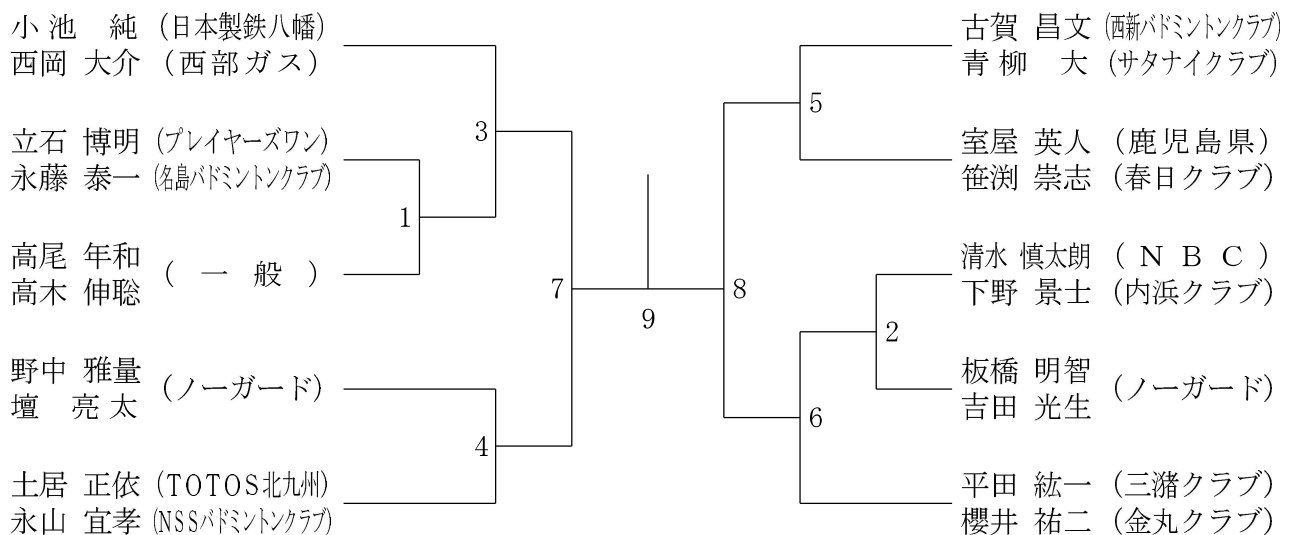 小池 純 (日本製鉄八幡)
西岡 大介 (西部ガス)
立石 博明 (プレイヤーズワン)
永藤 泰一 (名島バドミントンクラブ)
高尾 年和
高木 伸聡
(一般)
野中 雅量
壇 亮太
(ノーガード)
土居 正依 (TOTOS北九州)
永山 宜孝 (NSSバドミントンクラブ)
3
1
7
4
9
8
5
2
6
古賀 昌文 (西新バドミントンクラブ)
青柳 大 (サタナイクラブ)
室屋 英人 (鹿児島県)
笹渕 崇志 (春日クラブ)
清水 慎太朗 (NBC)
下野 景士 (内浜クラブ)
板橋 明智
吉田 光生
(ノーガード)
平田 紘一 (三潴クラブ)
櫻井 祐二 (金丸クラブ)